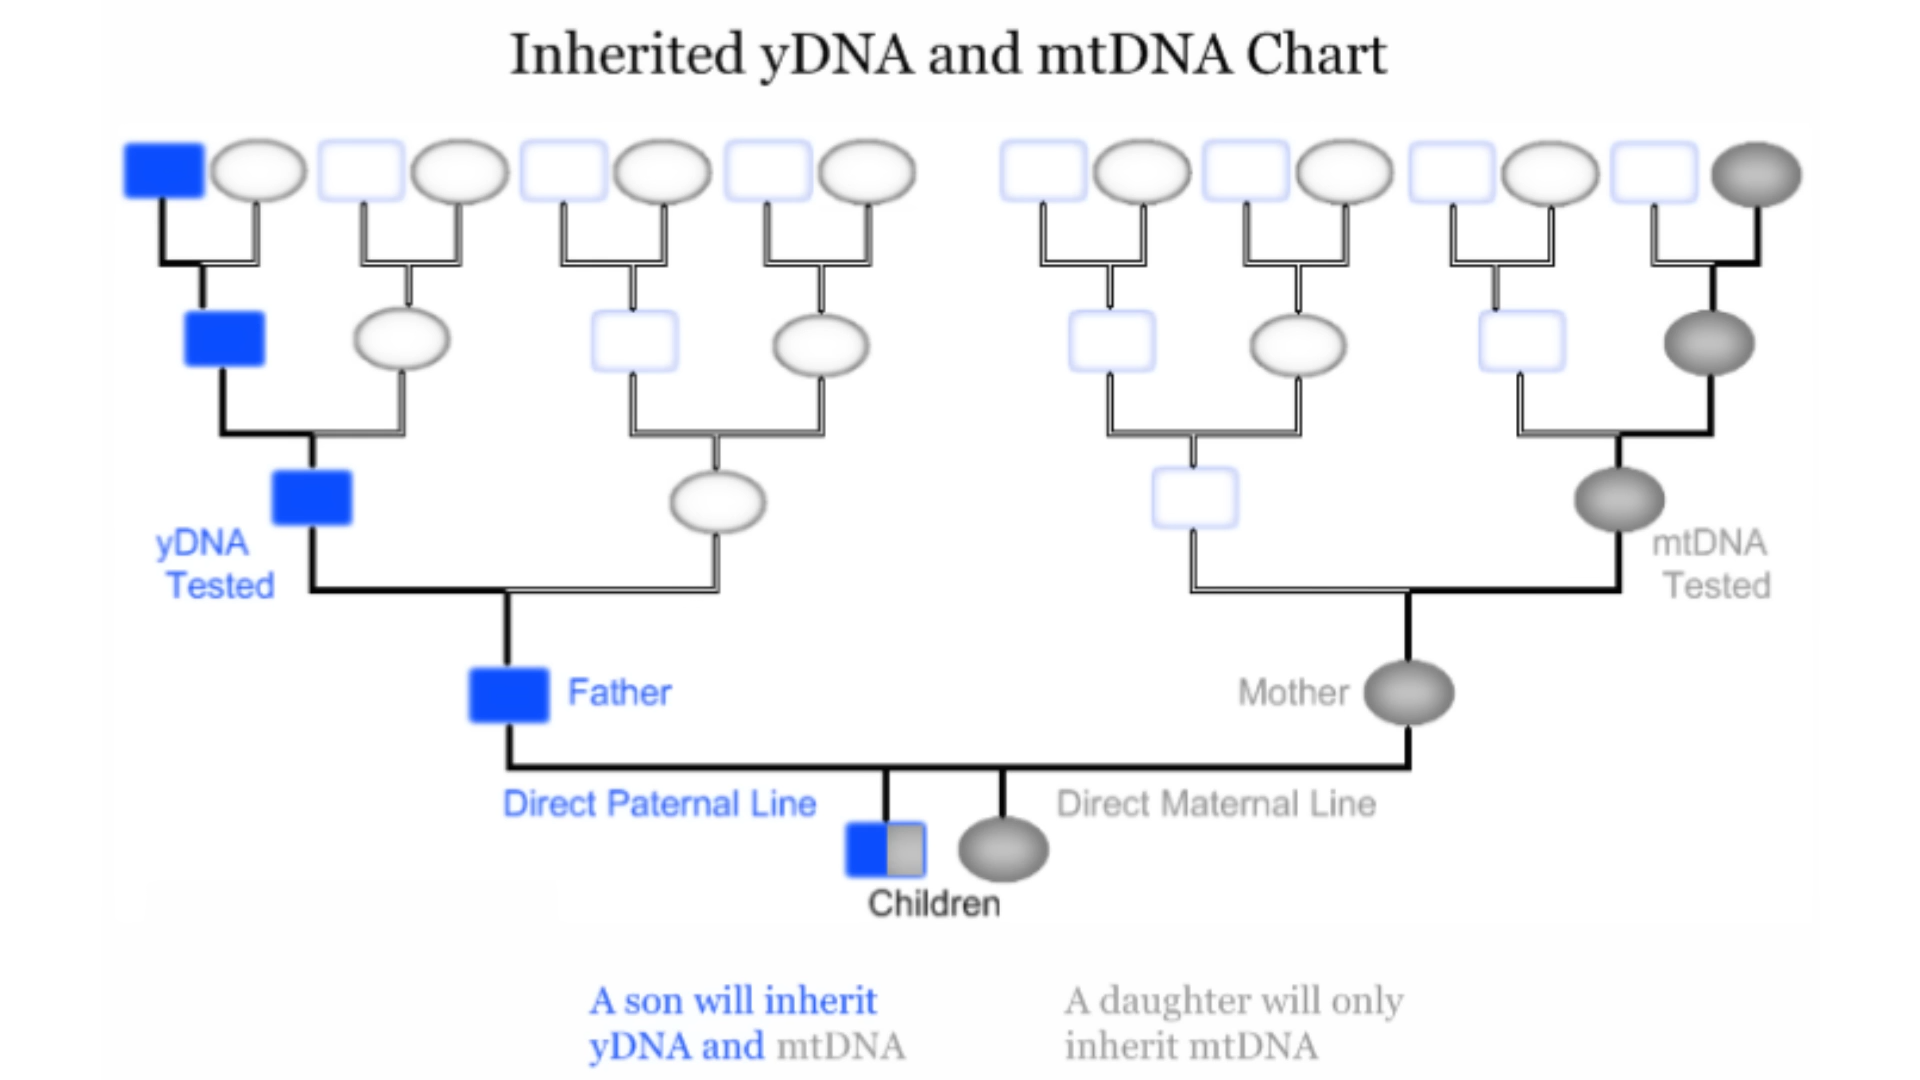 Inherited yDNA and mtDNA Chart
yDNA
Tested
mtDNA
Tested
Father
Mother
Direct Paternal Line
Direct Maternal Line
Children
A son will inherit
yDNA and mtDNA
A daughter will only
inherit mtDNA